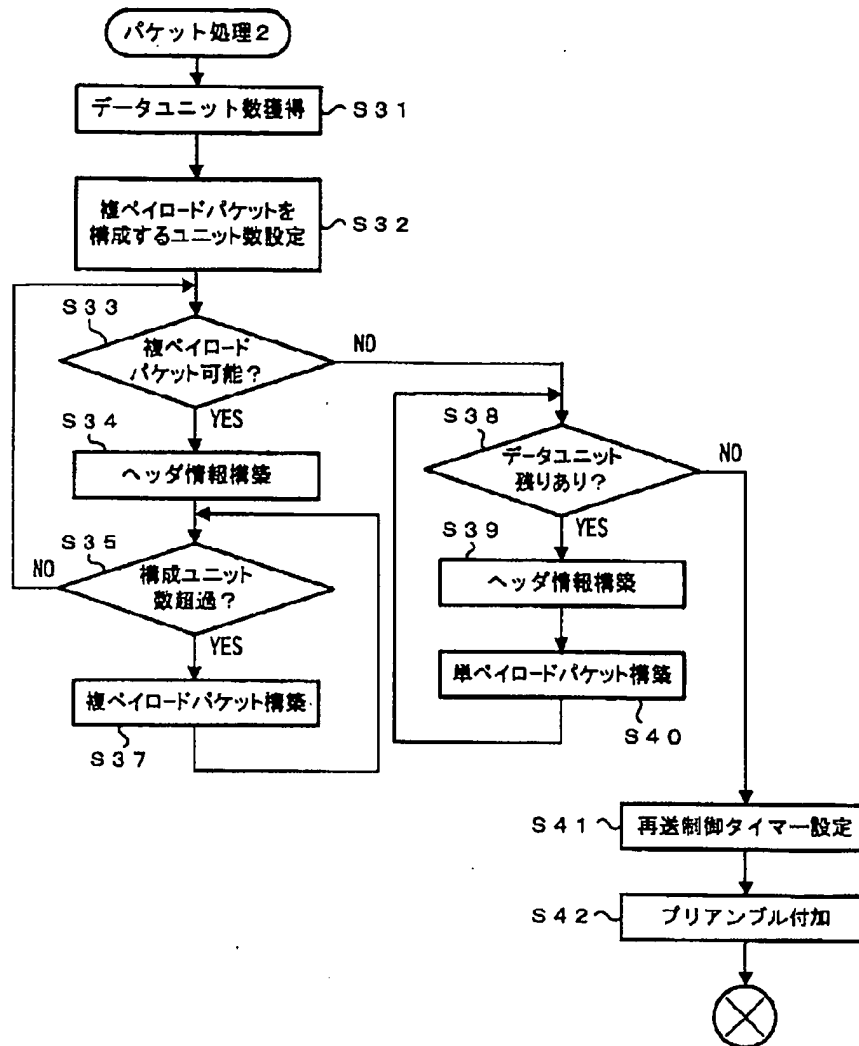 パケット処理2
データユニット数獲得
S31
複ペイロードパケットを
構成するユニット数設定
S32
S33
複ペイロード
パケット可能?
NO
YES
S34
ヘッダ情報構築
S35
構成ユニット
数超過?
NO
YES
複ペイロードパケット構築
S37
S38
データユニット
残りあり?
NO
YES
S39
ヘッダ情報構築
単ペイロードパケット構築
S40
S41
再送制御タイマー設定
S42
プリアンブル付加